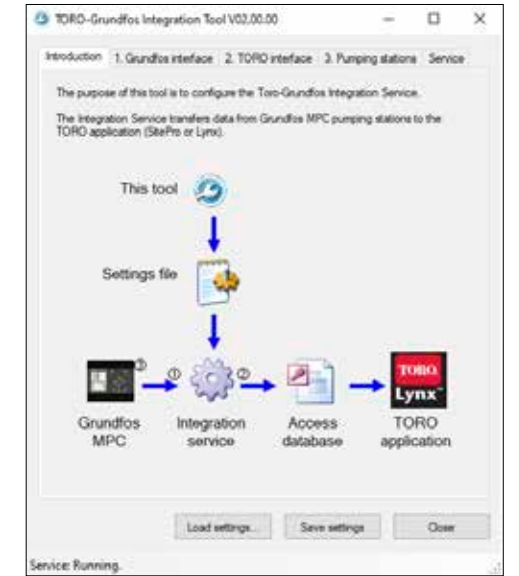 TORO-Grundfos Integration Tool V02.00.00
Introduction 1. Grundfos interface 2. TORO interface 3. Pumping stations Service
The purpose of this tool is to configure the Toro-Grundfos Integration Service.
The Integration Service transfers data from Grundfos MPC pumping stations to the
TORO application (SitePro or Lynx).
This tool
Settings file
③ ① ②
TORO
Lynx
Grundfos MPC
Integration service
Access database
TORO application
Load settings... Save settings Close
Service: Running.